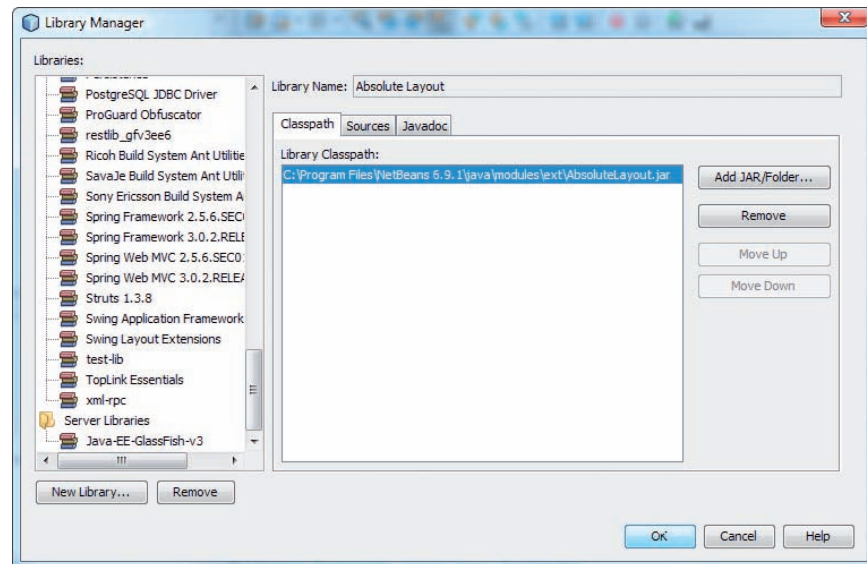 Library Manager
Libraries:
PostgreSQL JDBC Driver
ProGuard Obfuscator
restlib_gfv3ee6
Ricoh Build System Ant Utilitie
SavaJe Build System Ant Utili
Sony Ericsson Build System A
Spring Framework 2.5.6.SEC
Spring Framework 3.0.2.RELE
Spring Web MVC 2.5.6.SEC01
Spring Web MVC 3.0.2.RELEA
Struts 1.3.8
Swing Application Framework
Swing Layout Extensions
test-lib
TopLink Essentials
xml-rpc
Server Libraries
Java-EE-GlassFish-v3
New Library...
Remove
Library Name: Absolute Layout
Classpath
Sources
Javadoc
Library Classpath:
C:\Program Files\NetBeans 6.9.1\java\modules\ext\AbsoluteLayout.jar
Add JAR/Folder...
Remove
Move Up
Move Down
OK
Cancel
Help